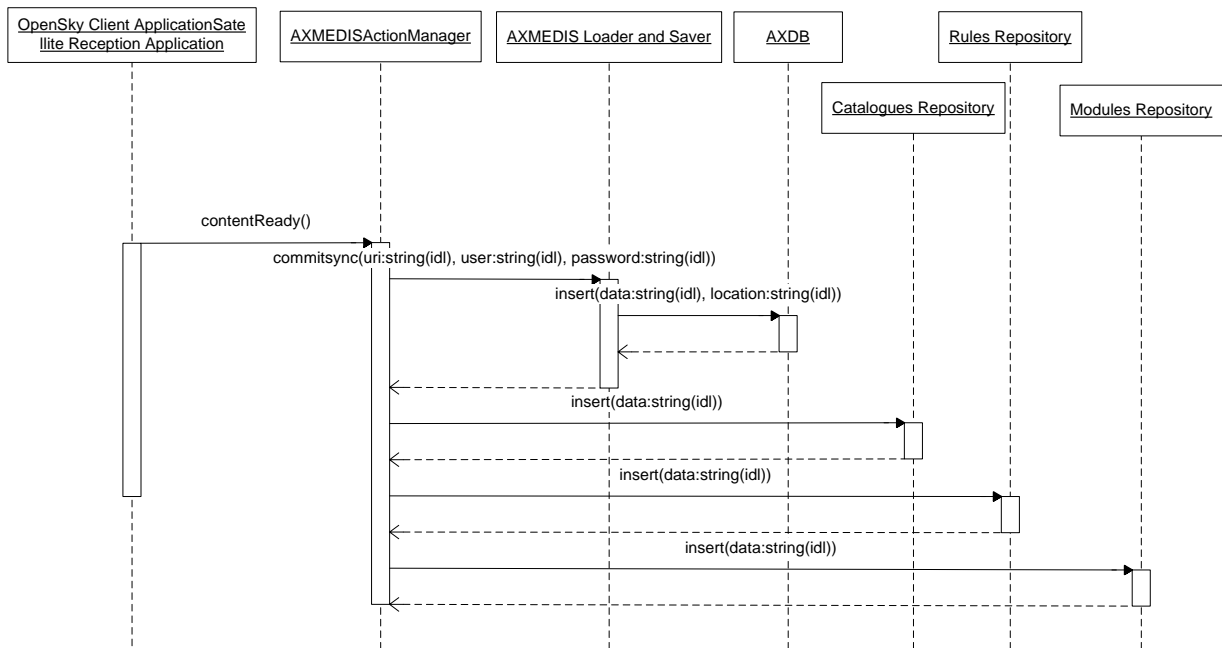 OpenSky Client ApplicationSate
llite Reception Application
AXMEDISActionManager
AXMEDIS Loader and Saver
AXDB
Rules Repository
Catalogues Repository
Modules Repository
contentReady()
commitsync(uri:string(idl), user:string(idl), password:string(idl))
insert(data:string(idl), location:string(idl))
insert(data:string(idl))
insert(data:string(idl))
insert(data:string(idl))